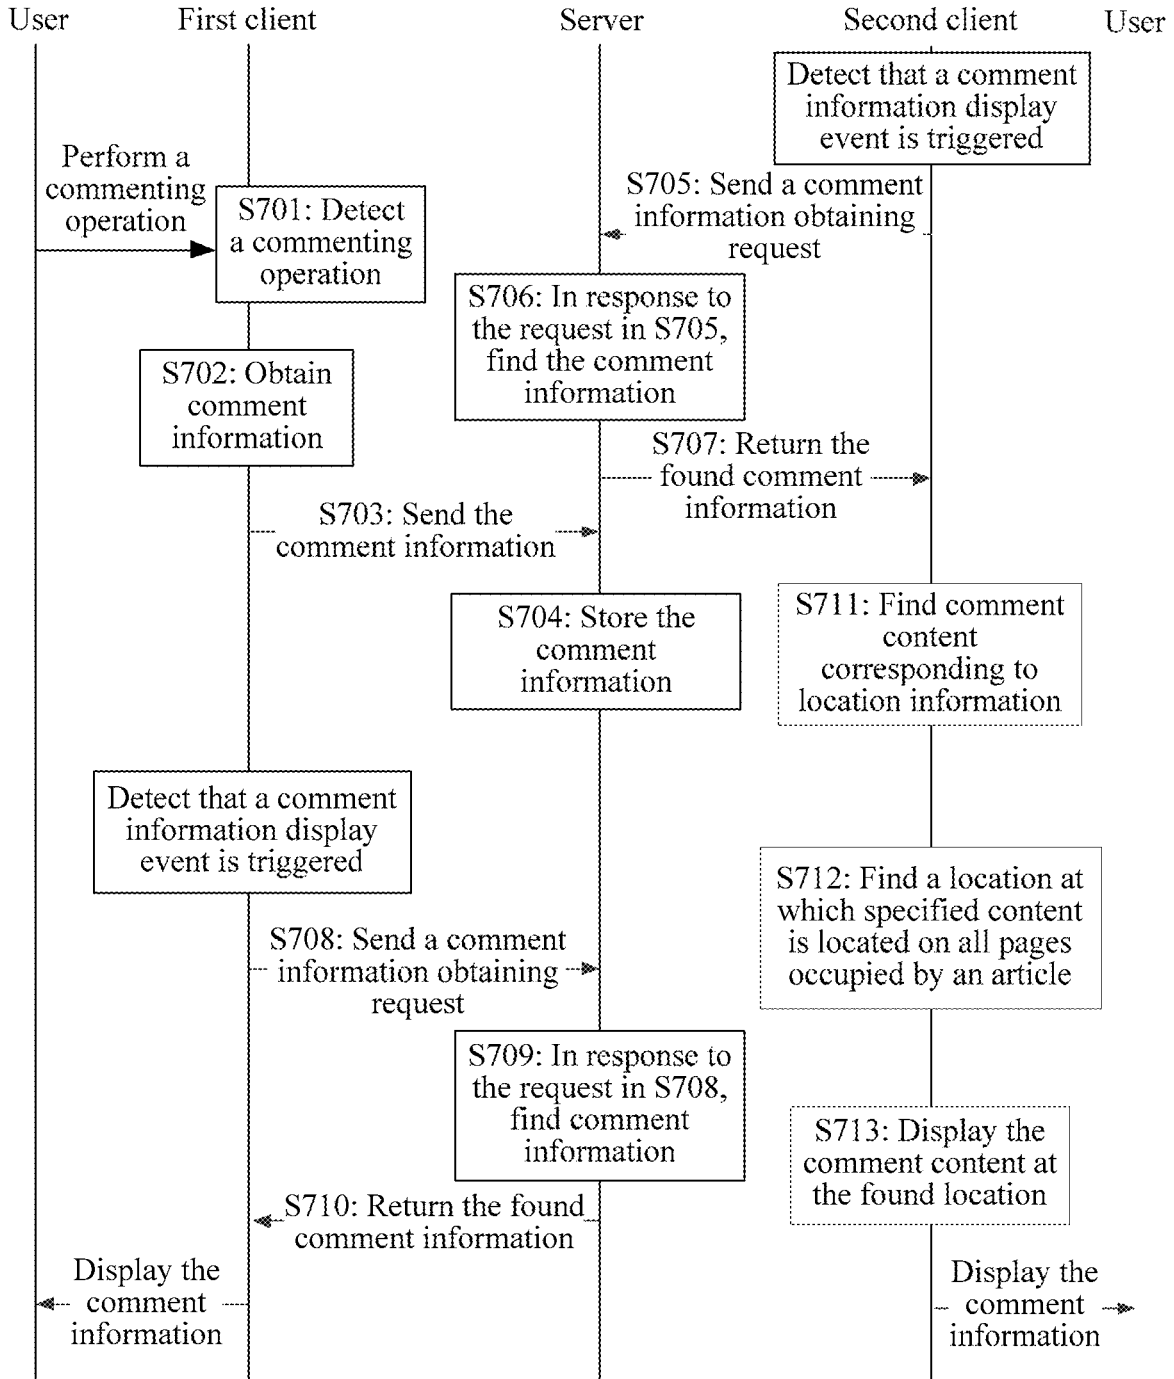 User
First client
Server
Second client
User
Detect that a comment
information display
event is triggered
Perform a
commenting
operation
S701: Detect
a commenting
operation
S705: Send a comment
information obtaining
request
S706: In response to
the request in S705,
find the comment
information
S702: Obtain
comment
information
S707: Return the
found comment
information
S703: Send the
comment information
S704: Store the
comment
information
S711: Find comment
content
corresponding to
location information
Detect that a comment
information display
event is triggered
S712: Find a location at
which specified content
is located on all pages
occupied by an article
S708: Send a comment
information obtaining
request
S709: In response to
the request in S708,
find comment
information
S713: Display the
comment content at
the found location
S710: Return the found
comment information
Display the
comment
information
Display the
comment
information